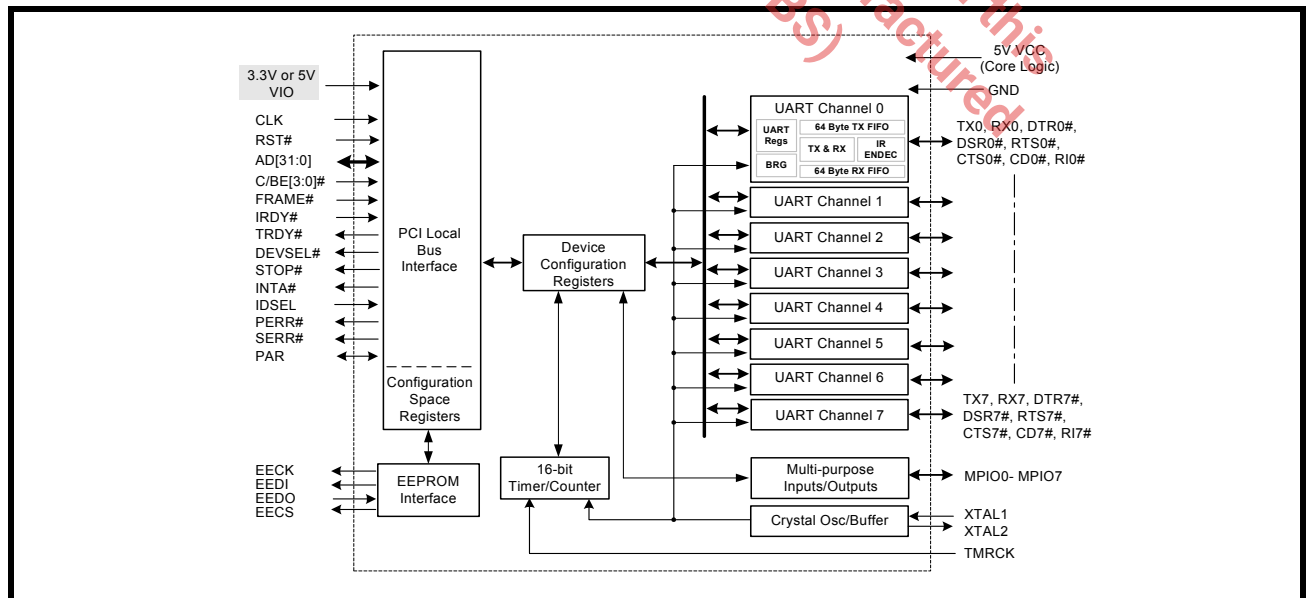 this
BS)
actured
3.3V or 5V
VIO
CLK
RST#
AD[31:0]
C/BE[3:0]#
FRAME#
IRDY#
TRDY#
DEVSEL#
STOP#
INTA#
IDSEL
PERR#
SERR#
PAR
EECK
EEDI
EEDO
EECS
PCI Local
Bus
Interface
Configuration
Space
Registers
EEPROM
Interface
Device
Configuration
Registers
16-bit
Timer/Counter
UART Channel 0
UART
Regs
BRG
64 Byte TX FIFO
TX & RX
IR
ENDEC
64 Byte RX FIFO
UART Channel 1
UART Channel 2
UART Channel 3
UART Channel 4
UART Channel 5
UART Channel 6
UART Channel 7
Multi-purpose
Inputs/Outputs
Crystal Osc/Buffer
5V VCC
(Core Logic)
GND
TX0, RX0, DTR0#,
DSR0#, RTS0#,
CTS0#, CD0#, RI0#
TX7, RX7, DTR7#,
DSR7#, RTS7#,
CTS7#, CD7#, RI7#
MPIO0- MPIO7
XTAL1
XTAL2
TMRCK